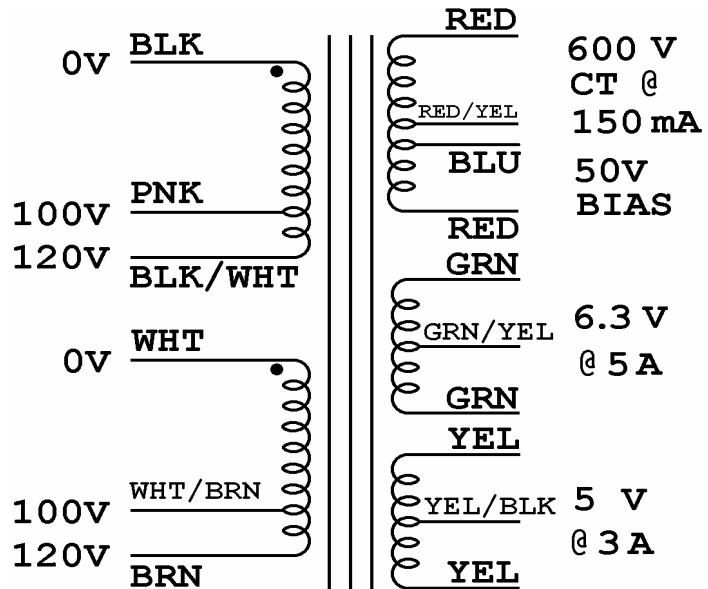 BLK
0V
PNK
100V
120V
BLK/WHT
WHT
0V
WHT/BRN
100V
120V
BRN
RED
600 V
CT @
RED/YEL
150 mA
BLU
50V
BIAS
RED
GRN
GRN/YEL
6.3 V
@ 5 A
GRN
YEL
YEL/BLK
5 V
@ 3 A
YEL